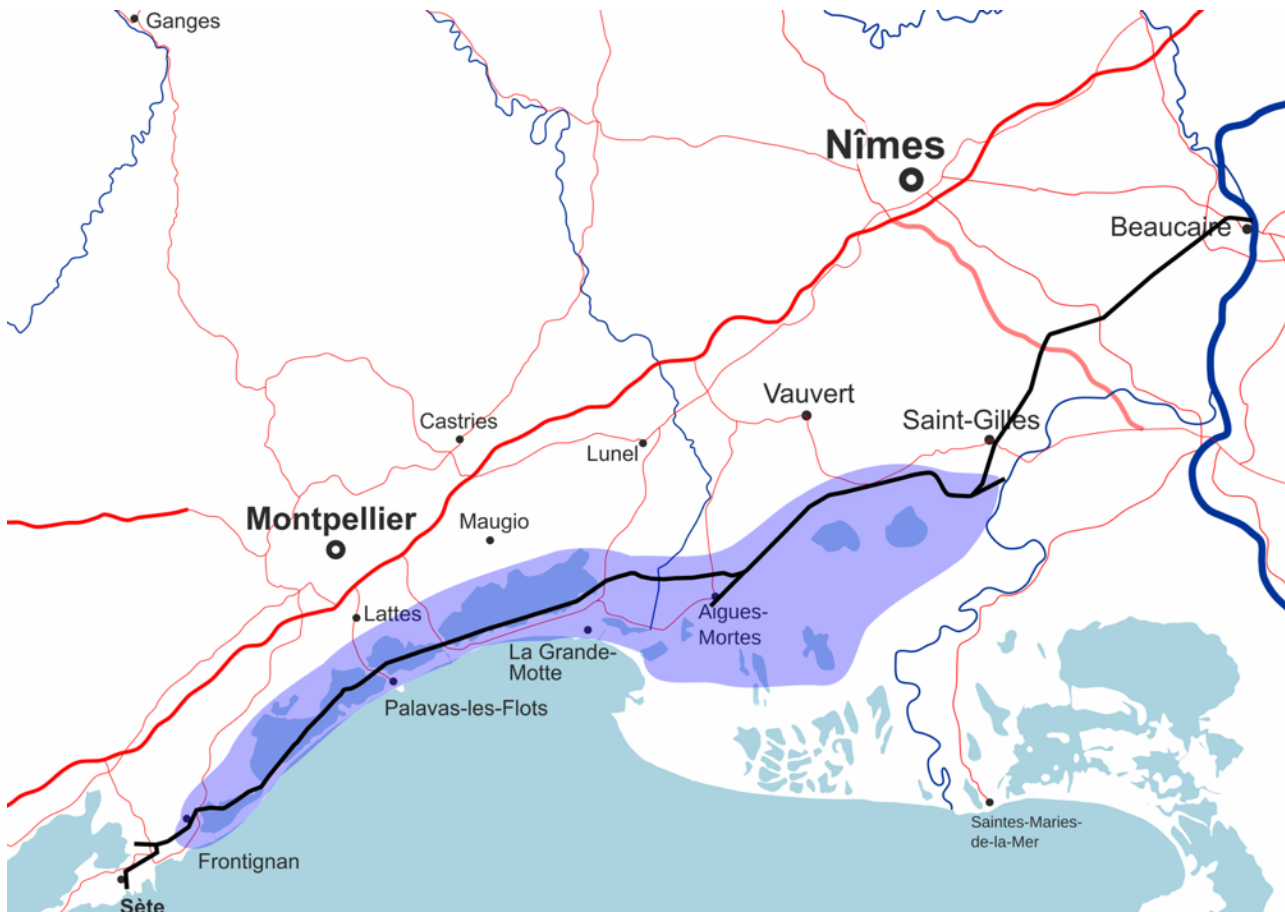 Ganges
Nîmes
Beaucaire
Vauvert
Saint-Gilles
Castries
Lunel
Montpellier
Maugio
Lattes
Aigues-
Mortes
La Grande-
Motte
Palavas-les-Flots
Saintes-Maries-
de-la-Mer
Frontignan
Sète